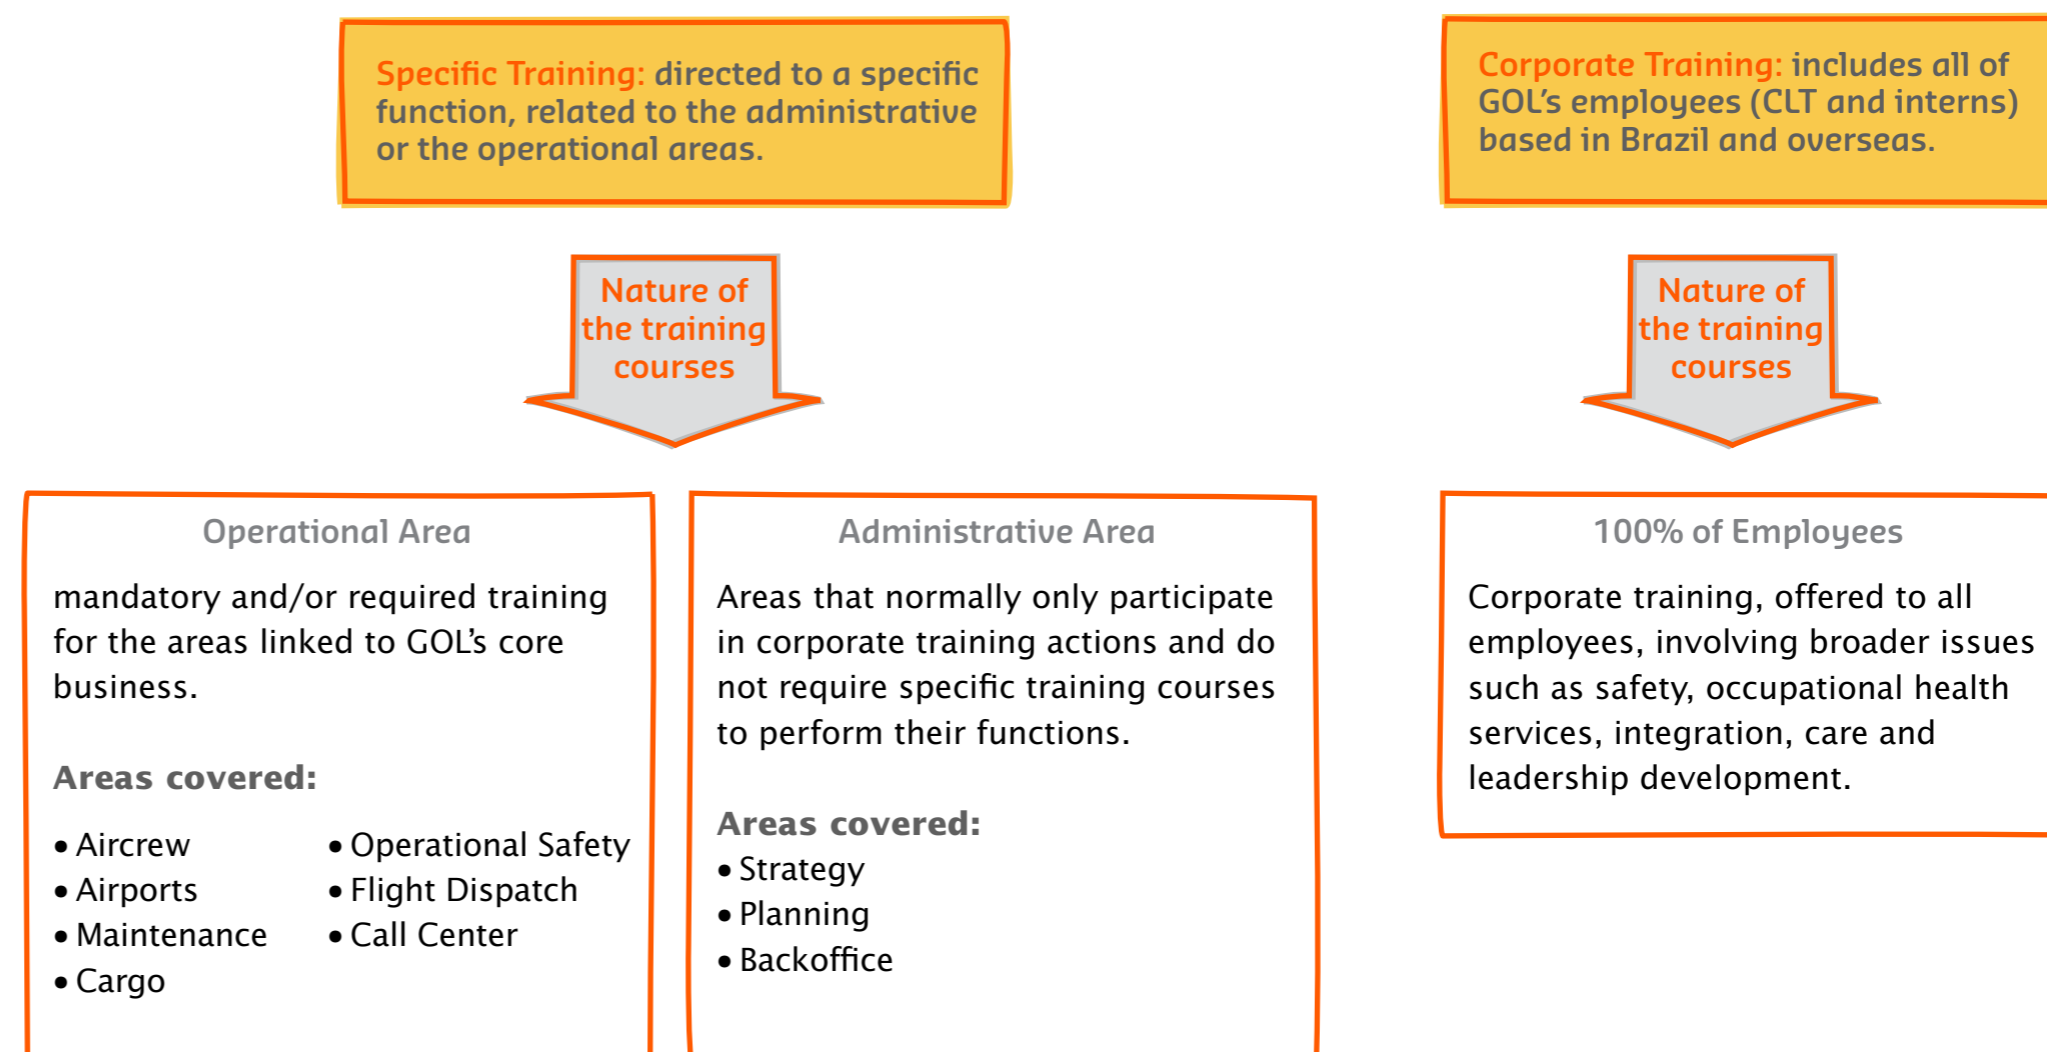 Specific Training: directed to a specific
function, related to the administrative
or the operational areas.
Corporate Training: includes all of
GOL's employees (CLT and interns)
based in Brazil and overseas.
Nature of
the training
courses
Nature of
the training
courses
Operational Area
mandatory and/or required training
for the areas linked to GOL's core
business.
Areas covered:
• Aircrew
• Airports
• Maintenance
• Cargo
• Operational Safety
• Flight Dispatch
• Call Center
Administrative Area
Areas that normally only participate
in corporate training actions and do
not require specific training courses
to perform their functions.
Areas covered:
• Strategy
• Planning
• Backoffice
100% of Employees
Corporate training, offered to all
employees, involving broader issues
such as safety, occupational health
services, integration, care and
leadership development.